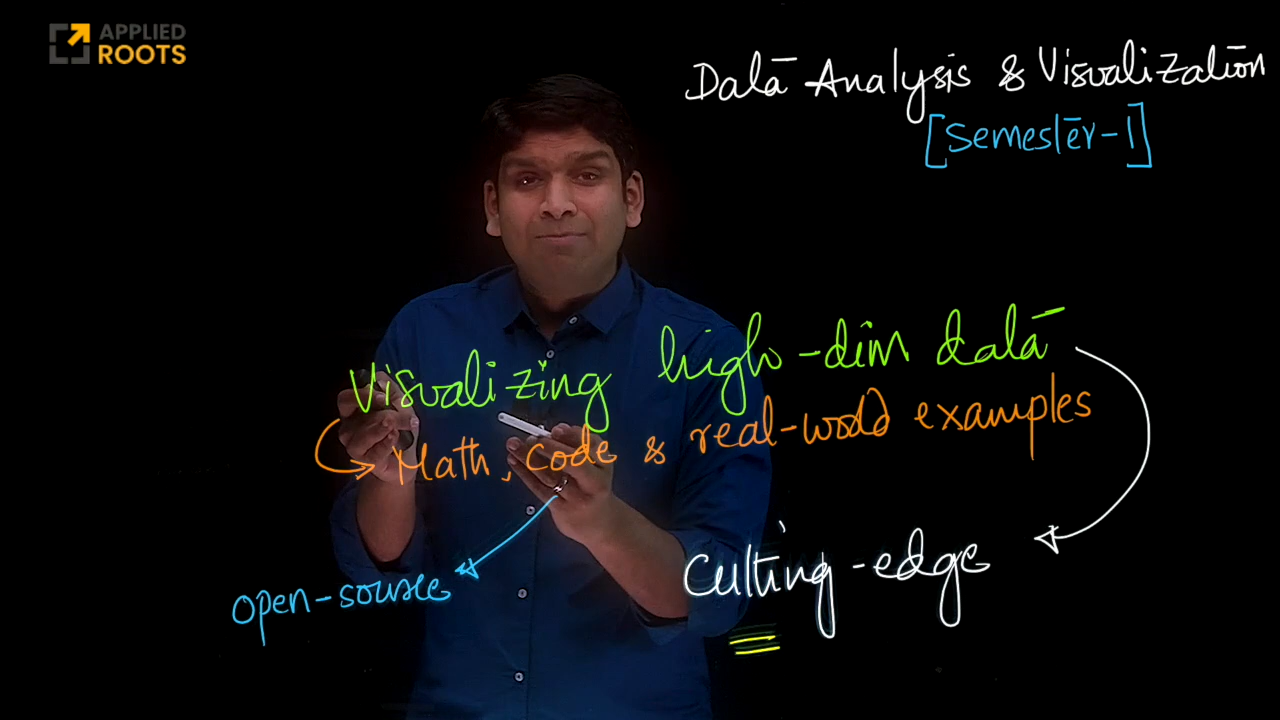 APPLIED
ROOTS
Data Analysis & Visualization
[Semester-1]
Visualizing high-dim data
Math, code & real-world examples
Cutting-edge
open-source